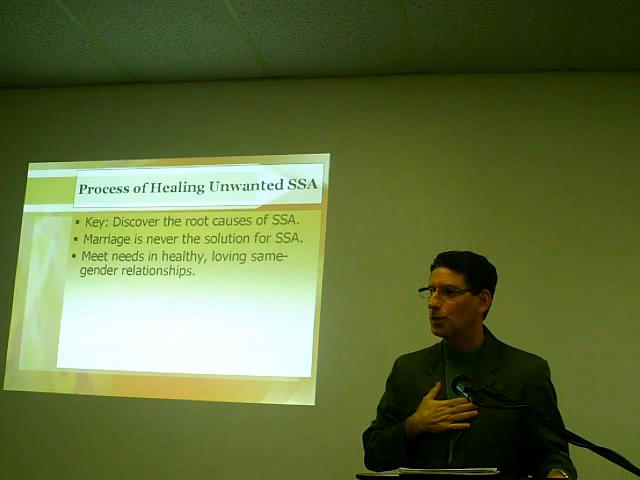 Process of Healing Unwanted SSA
▪ Key: Discover the root causes of SSA.
▪ Marriage is never the solution for SSA.
▪ Meet needs in healthy, loving same-
gender relationships.